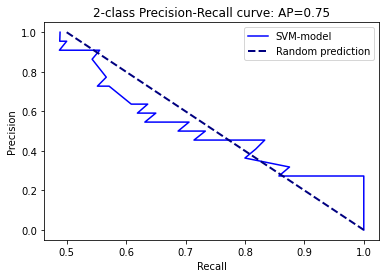 2-class Precision-Recall curve: AP=0.75
SVM-model
Random prediction
Precision
1.0
0.8
0.6
0.4
0.2
0.0
0.5
0.6
0.7
0.8
0.9
1.0
Recall